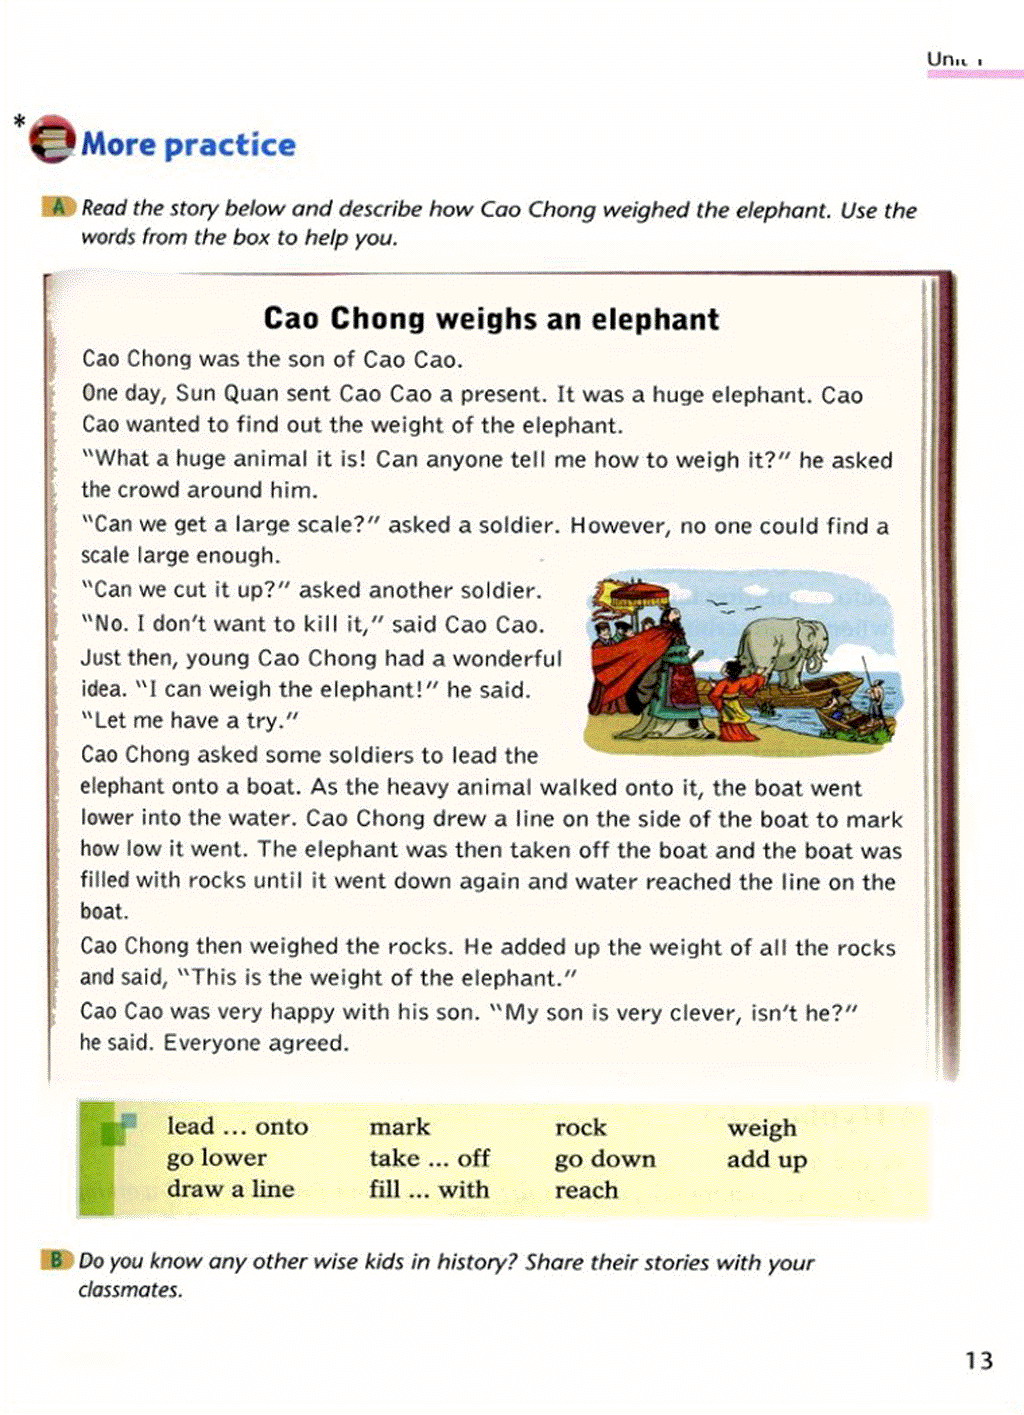 *
More practice
A Read the story below and describe how Cao Chong weighed the elephant. Use the
words from the box to help you.
Cao Chong weighs an elephant
Cao Chong was the son of Cao Cao.
One day, Sun Quan sent Cao Cao a present. It was a huge elephant. Cao
Cao wanted to find out the weight of the elephant.
"What a huge animal it is! Can anyone tell me how to weigh it?" he asked
the crowd around him.
"Can we get a large scale?" asked a soldier. However, no one could find a
scale large enough.
"Can we cut it up?" asked another soldier.
"No. I don't want to kill it," said Cao Cao.
Just then, young Cao Chong had a wonderful
idea. "I can weigh the elephant!" he said.
"Let me have a try."
Cao Chong asked some soldiers to lead the
elephant onto a boat. As the heavy animal walked onto it, the boat went
lower into the water. Cao Chong drew a line on the side of the boat to mark
how low it went. The elephant was then taken off the boat and the boat was
filled with rocks until it went down again and water reached the line on the
boat.
Cao Chong then weighed the rocks. He added up the weight of all the rocks
and said, "This is the weight of the elephant."
Cao Cao was very happy with his son. "My son is very clever, isn't he?"
he said. Everyone agreed.
lead ... onto mark rock weigh
go lower take ... off go down add up
draw a line fill ... with reach
B Do you know any other wise kids in history? Share their stories with your
classmates.
13